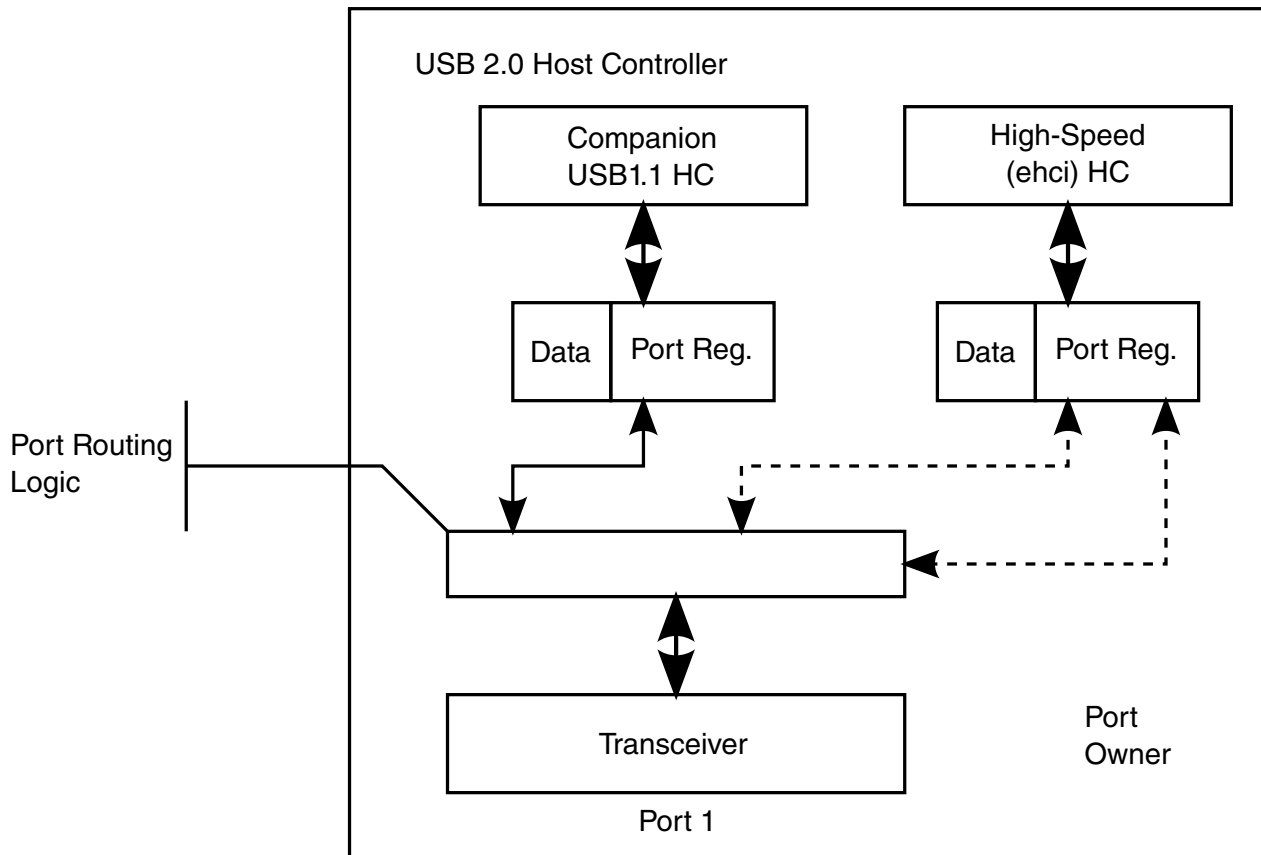 USB 2.0 Host Controller
Companion
USB1.1 HC
High-Speed
(ehci) HC
Data
Port Reg.
Data
Port Reg.
Port Routing
Logic
Transceiver
Port 1
Port
Owner